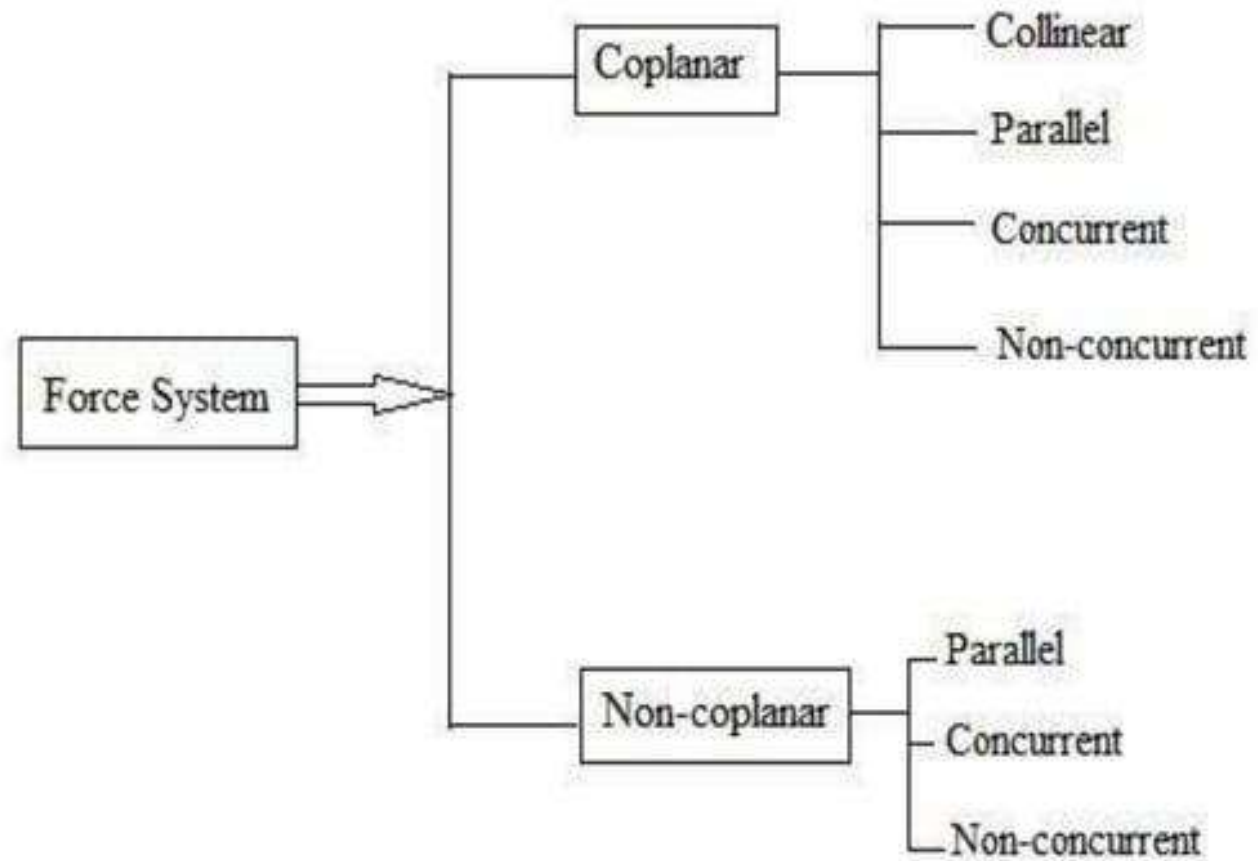 Force System
Coplanar
Collinear
Parallel
Concurrent
Non-concurrent
Non-coplanar
Parallel
Concurrent
Non-concurrent